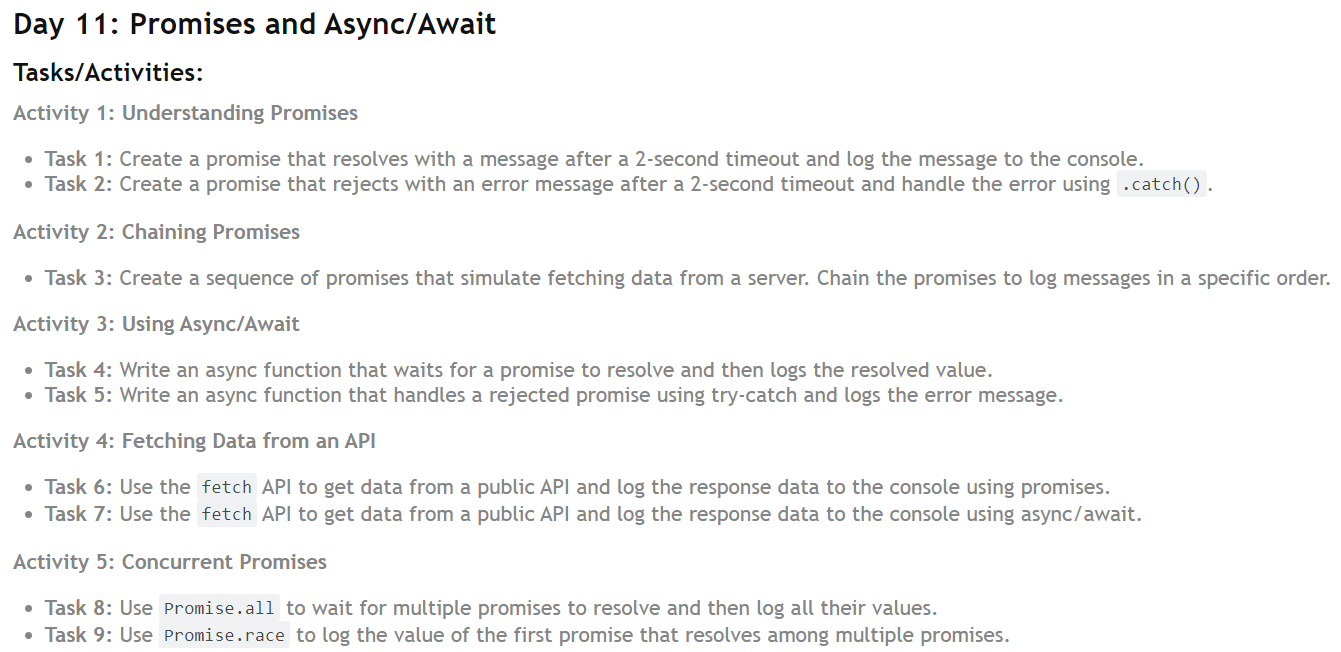 Day 11: Promises and Async/Await
Tasks/Activities:
Activity 1: Understanding Promises
• Task 1: Create a promise that resolves with a message after a 2-second timeout and log the message to the console.
• Task 2: Create a promise that rejects with an error message after a 2-second timeout and handle the error using .catch().
Activity 2: Chaining Promises
• Task 3: Create a sequence of promises that simulate fetching data from a server. Chain the promises to log messages in a specific order.
Activity 3: Using Async/Await
• Task 4: Write an async function that waits for a promise to resolve and then logs the resolved value.
• Task 5: Write an async function that handles a rejected promise using try-catch and logs the error message.
Activity 4: Fetching Data from an API
• Task 6: Use the fetch API to get data from a public API and log the response data to the console using promises.
• Task 7: Use the fetch API to get data from a public API and log the response data to the console using async/await.
Activity 5: Concurrent Promises
• Task 8: Use Promise.all to wait for multiple promises to resolve and then log all their values.
• Task 9: Use Promise.race to log the value of the first promise that resolves among multiple promises.